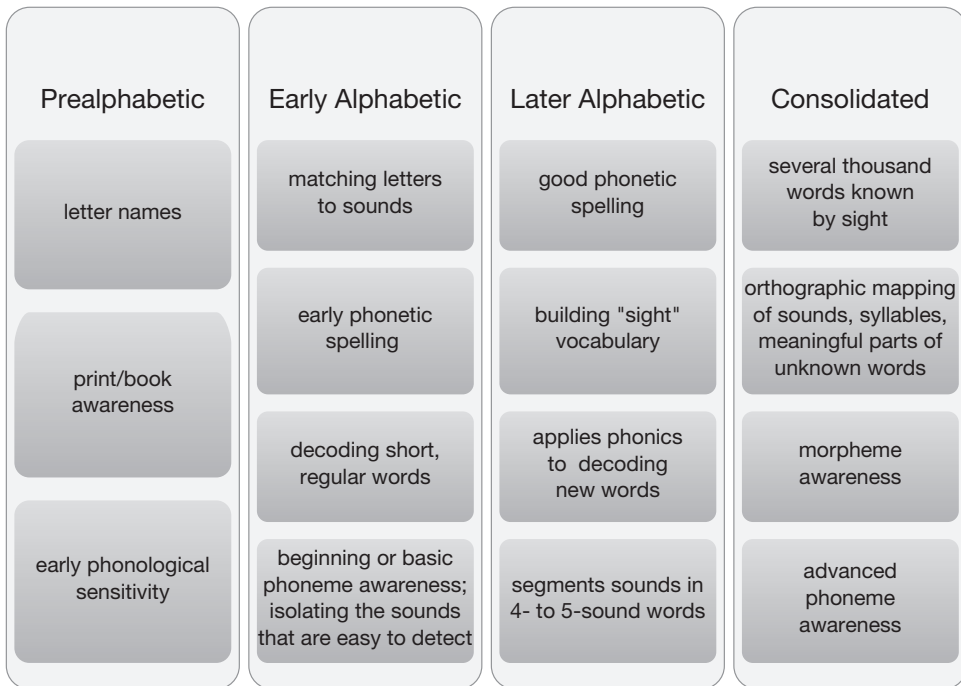 Prealphabetic
letter names
print/book
awareness
early phonological
sensitivity
Early Alphabetic
matching letters
to sounds
early phonetic
spelling
decoding short,
regular words
beginning or basic
phoneme awareness;
isolating the sounds
that are easy to detect
Later Alphabetic
good phonetic
spelling
building "sight"
vocabulary
applies phonics
to decoding
new words
segments sounds in
4- to 5-sound words
Consolidated
several thousand
words known
by sight
orthographic mapping
of sounds, syllables,
meaningful parts of
unknown words
morpheme
awareness
advanced
phoneme
awareness